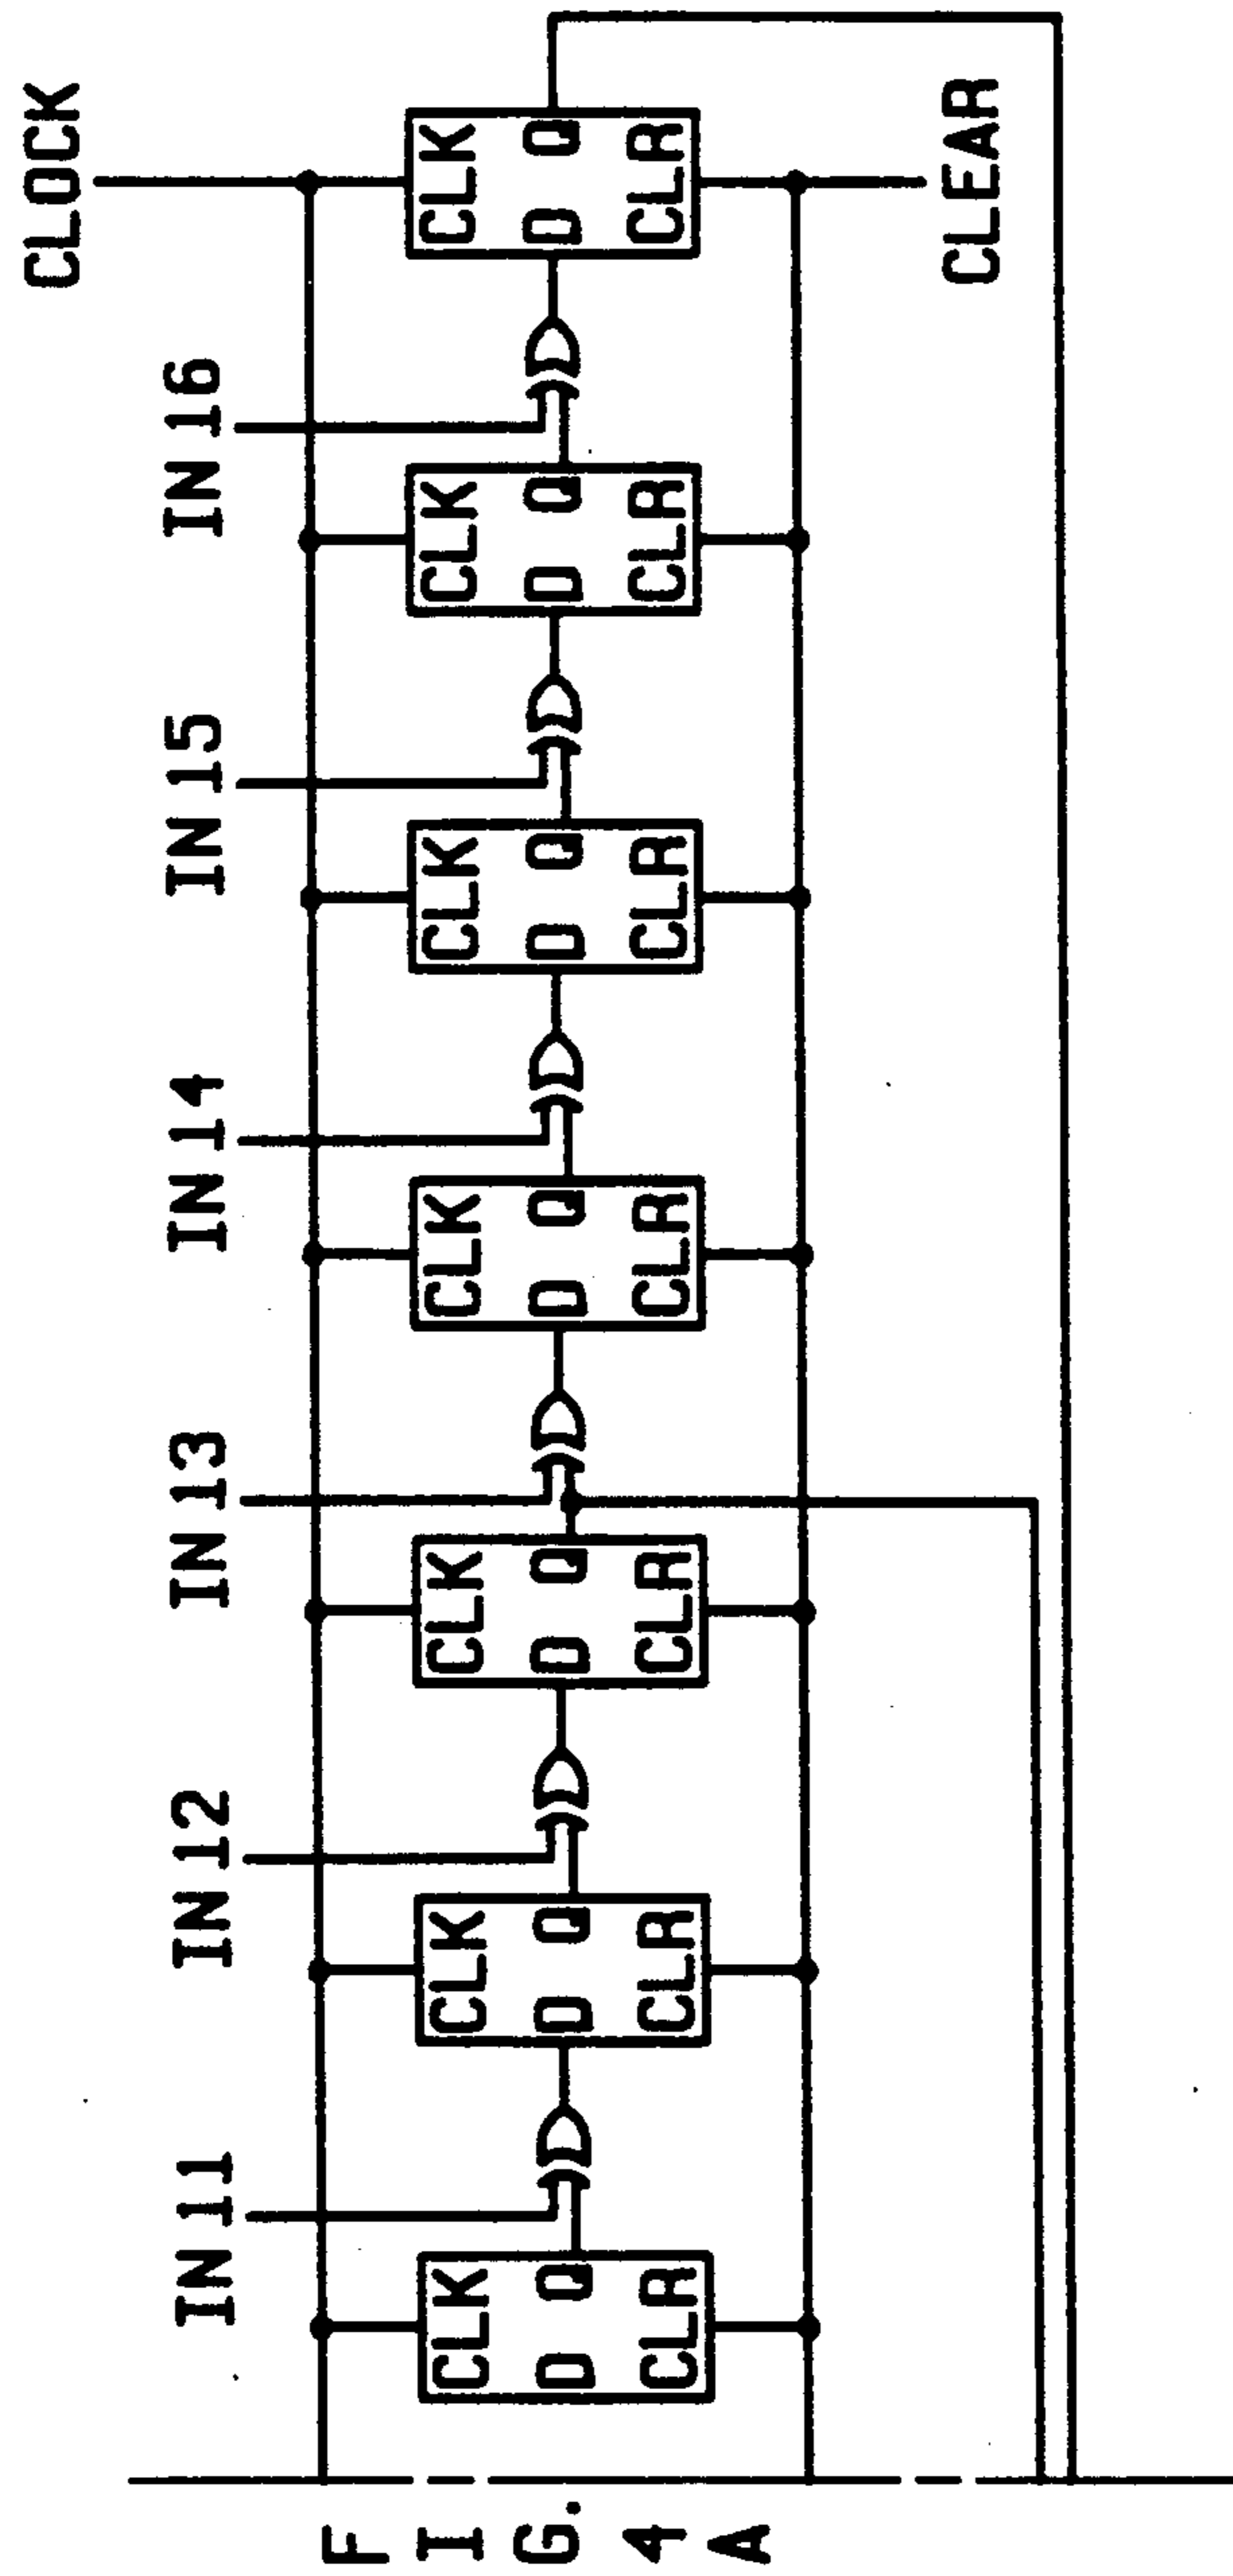 CLOCK
IN 11
IN 12
IN 13
IN 14
IN 15
IN 16
CLK
D Q
CLR
CLK
D Q
CLR
CLK
D Q
CLR
CLK
D Q
CLR
CLK
D Q
CLR
CLK
D Q
CLR
CLK
D Q
CLR
CLEAR
FIG. 4A